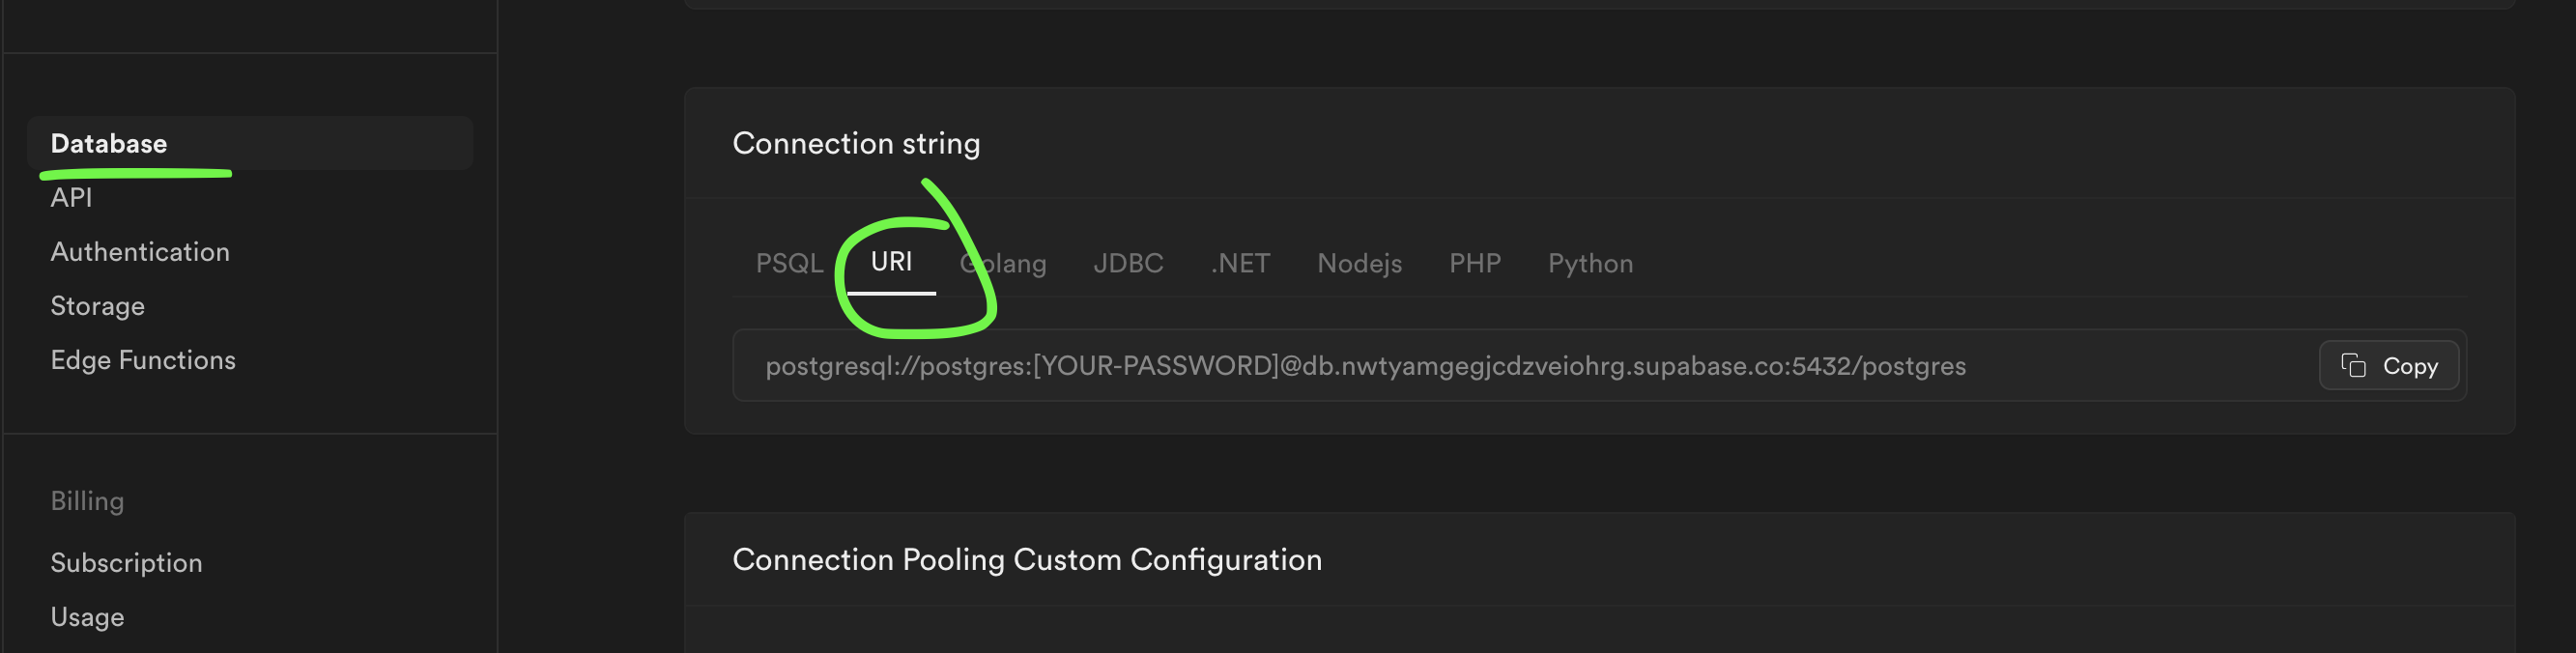 Database
API
Authentication
Storage
Edge Functions
Billing
Subscription
Usage
Connection string
PSQL URI Golang JDBC .NET Nodejs PHP Python
postgresql://postgres:[YOUR-PASSWORD]@db.nwtyamgegjcdzveiohrg.supabase.co:5432/postgres Copy
Connection Pooling Custom Configuration